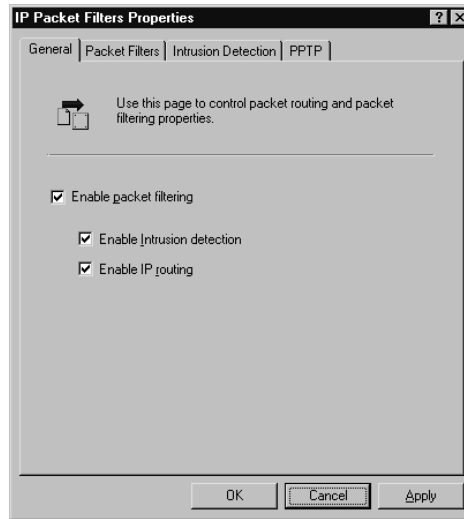 IP Packet Filters Properties
General Packet Filters Intrusion Detection PPTP
Use this page to control packet routing and packet
filtering properties.
Enable packet filtering
Enable Intrusion detection
Enable IP routing
OK Cancel Apply